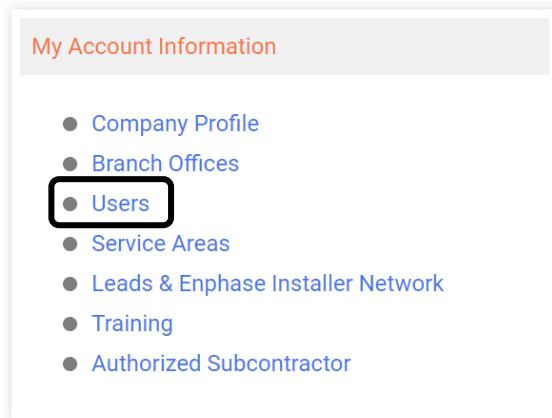 My Account Information
Company Profile
Branch Offices
Users
Service Areas
Leads & Enphase Installer Network
Training
Authorized Subcontractor